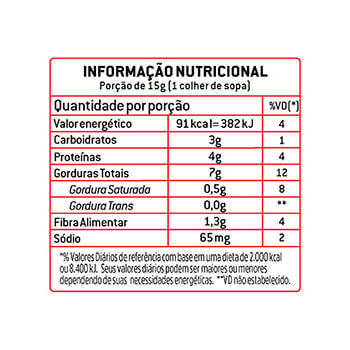 INFORMAÇÃO NUTRICIONAL
Porção de 15g (1 colher de sopa)
Quantidade por porção %VD(*)
Valor energético 91 kcal= 382 kJ 4
Carboidratos 3g 1
Proteínas 4g 4
Gorduras Totais 7g 12
Gordura Saturada 0,5g 8
Gordura Trans 0,0g **
Fibra Alimentar 1,3g 4
Sódio 65 mg 2
*% Valores Diários de referência com base em uma dieta de 2.000 kcal
ou 8.400 kJ. Seus valores diários podem ser maiores ou menores
dependendo de suas necessidades energéticas. **VD não estabelecido.